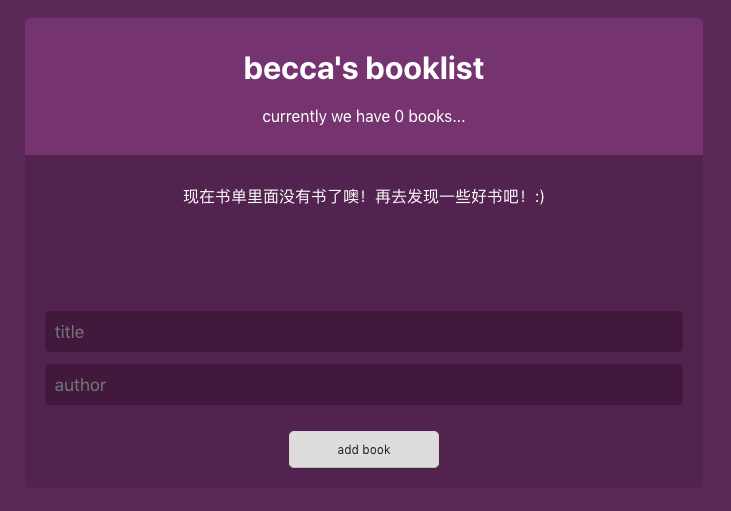 becca's booklist
currently we have 0 books...
现在书单里面没有书了噢！再去发现一些好书吧！:)
title
author
add book